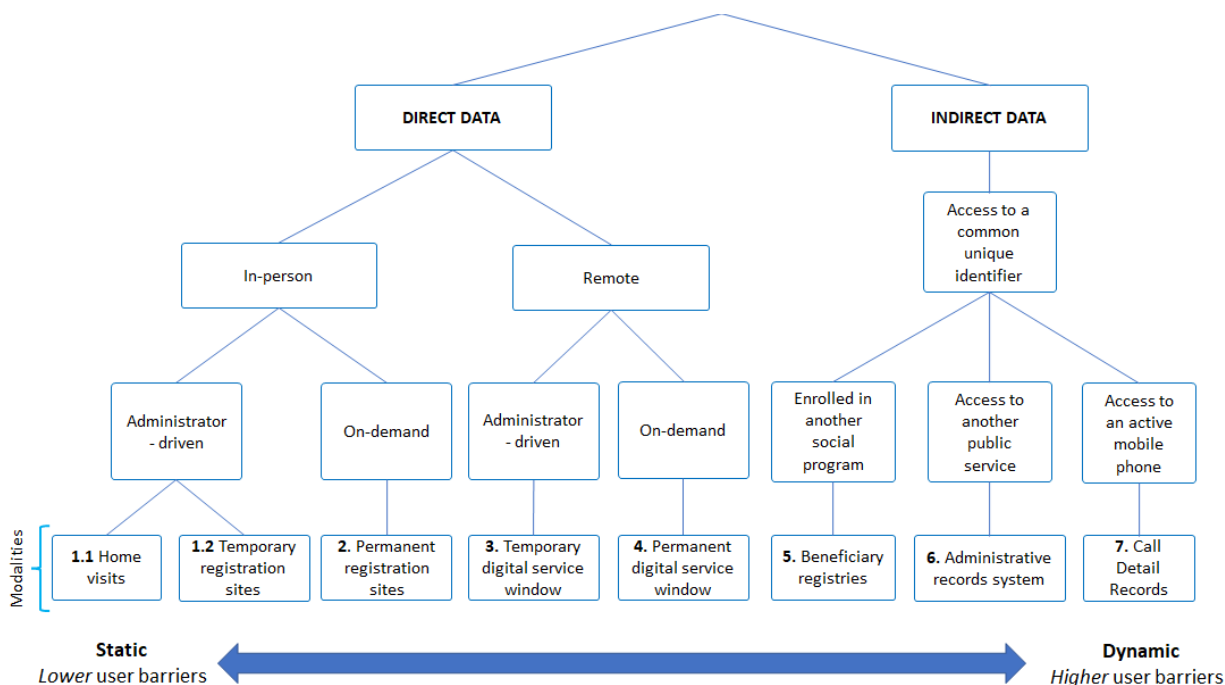 DIRECT DATA
INDIRECT DATA
Access to a
common
unique
identifier
In-person
Remote
Administrator
- driven
On-demand
Administrator
- driven
On-demand
Enrolled in
another
social
program
Access to
another
public
service
Access to
an active
mobile
phone
Modalities
1.1 Home
visits
1.2 Temporary
registration
sites
2. Permanent
registration
sites
3. Temporary
digital service
window
4. Permanent
digital service
window
5. Beneficiary
registries
6. Administrative
records system
7. Call
Detail
Records
Static
Lower user barriers
Dynamic
Higher user barriers